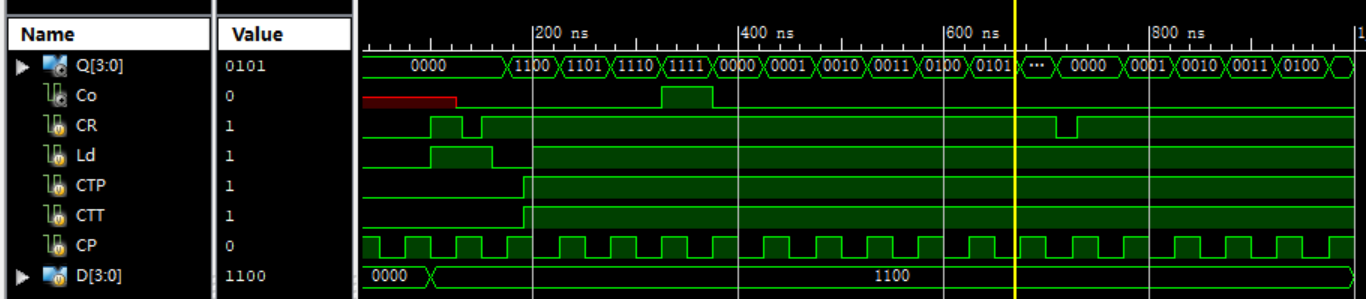 Name Value 200 ns 400 ns 600 ns 800 ns 1
Q[3:0] 0101 0000 1100 1101 1110 1111 0000 0001 0010 0011 0100 0101 ... 0000 0001 0010 0011 0100
Co 0
CR 1
Ld 1
CTP 1
CTT 1
CP 0
D[3:0] 1100 0000 1100